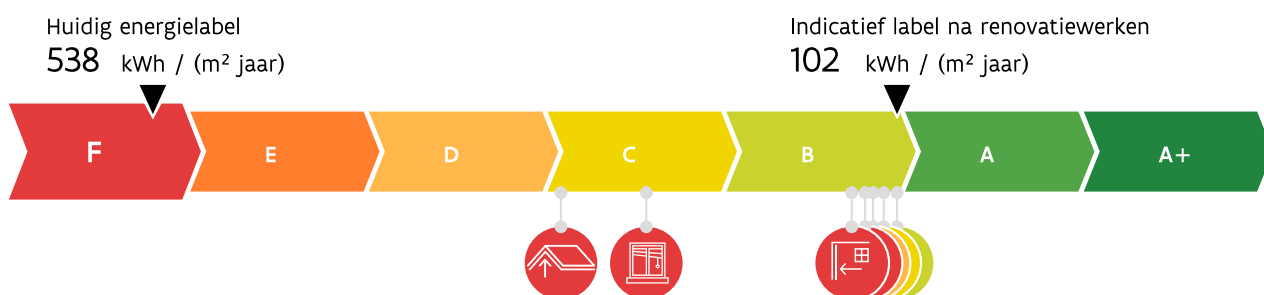 Huidig energielabel
538 kWh / (m² jaar)
Indicatief label na renovatiewerken
102 kWh / (m² jaar)
F E D C B A A+